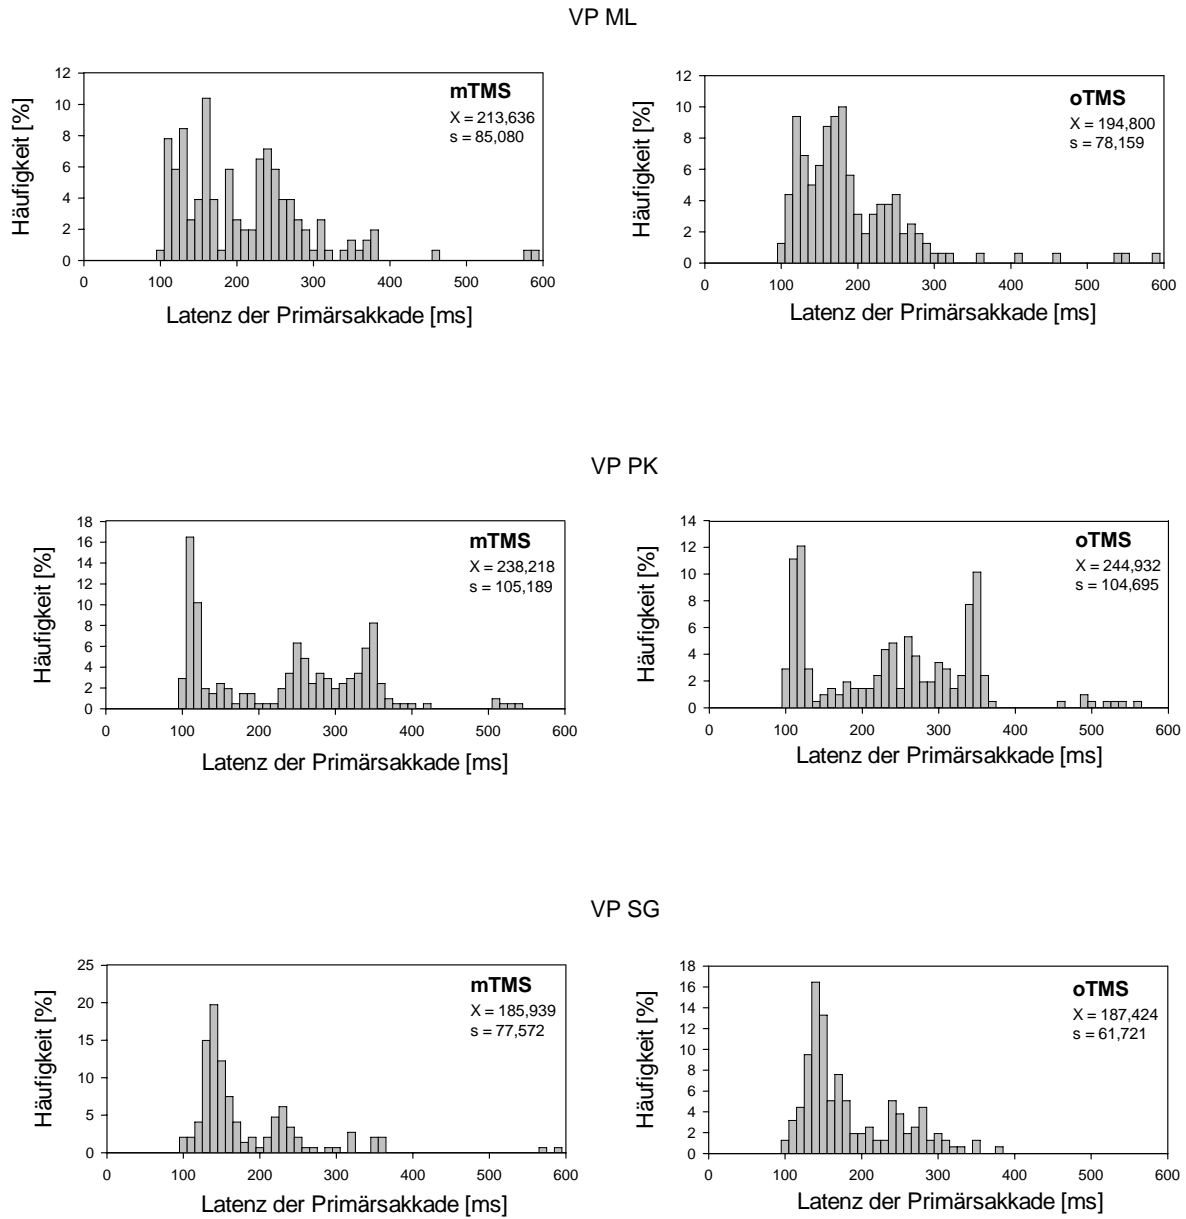 VP ML
mTMS
X = 213,636
s = 85,080
Häufigkeit [%]
12
10
8
6
4
2
0
0 100 200 300 400 500 600
Latenz der Primärsakkade [ms]
oTMS
X = 194,800
s = 78,159
Häufigkeit [%]
12
10
8
6
4
2
0
0 100 200 300 400 500 600
Latenz der Primärsakkade [ms]
VP PK
mTMS
X = 238,218
s = 105,189
Häufigkeit [%]
18
16
14
12
10
8
6
4
2
0
0 100 200 300 400 500 600
Latenz der Primärsakkade [ms]
oTMS
X = 244,932
s = 104,695
Häufigkeit [%]
14
12
10
8
6
4
2
0
0 100 200 300 400 500 600
Latenz der Primärsakkade [ms]
VP SG
mTMS
X = 185,939
s = 77,572
Häufigkeit [%]
25
20
15
10
5
0
0 100 200 300 400 500 600
Latenz der Primärsakkade [ms]
oTMS
X = 187,424
s = 61,721
Häufigkeit [%]
18
16
14
12
10
8
6
4
2
0
0 100 200 300 400 500 600
Latenz der Primärsakkade [ms]